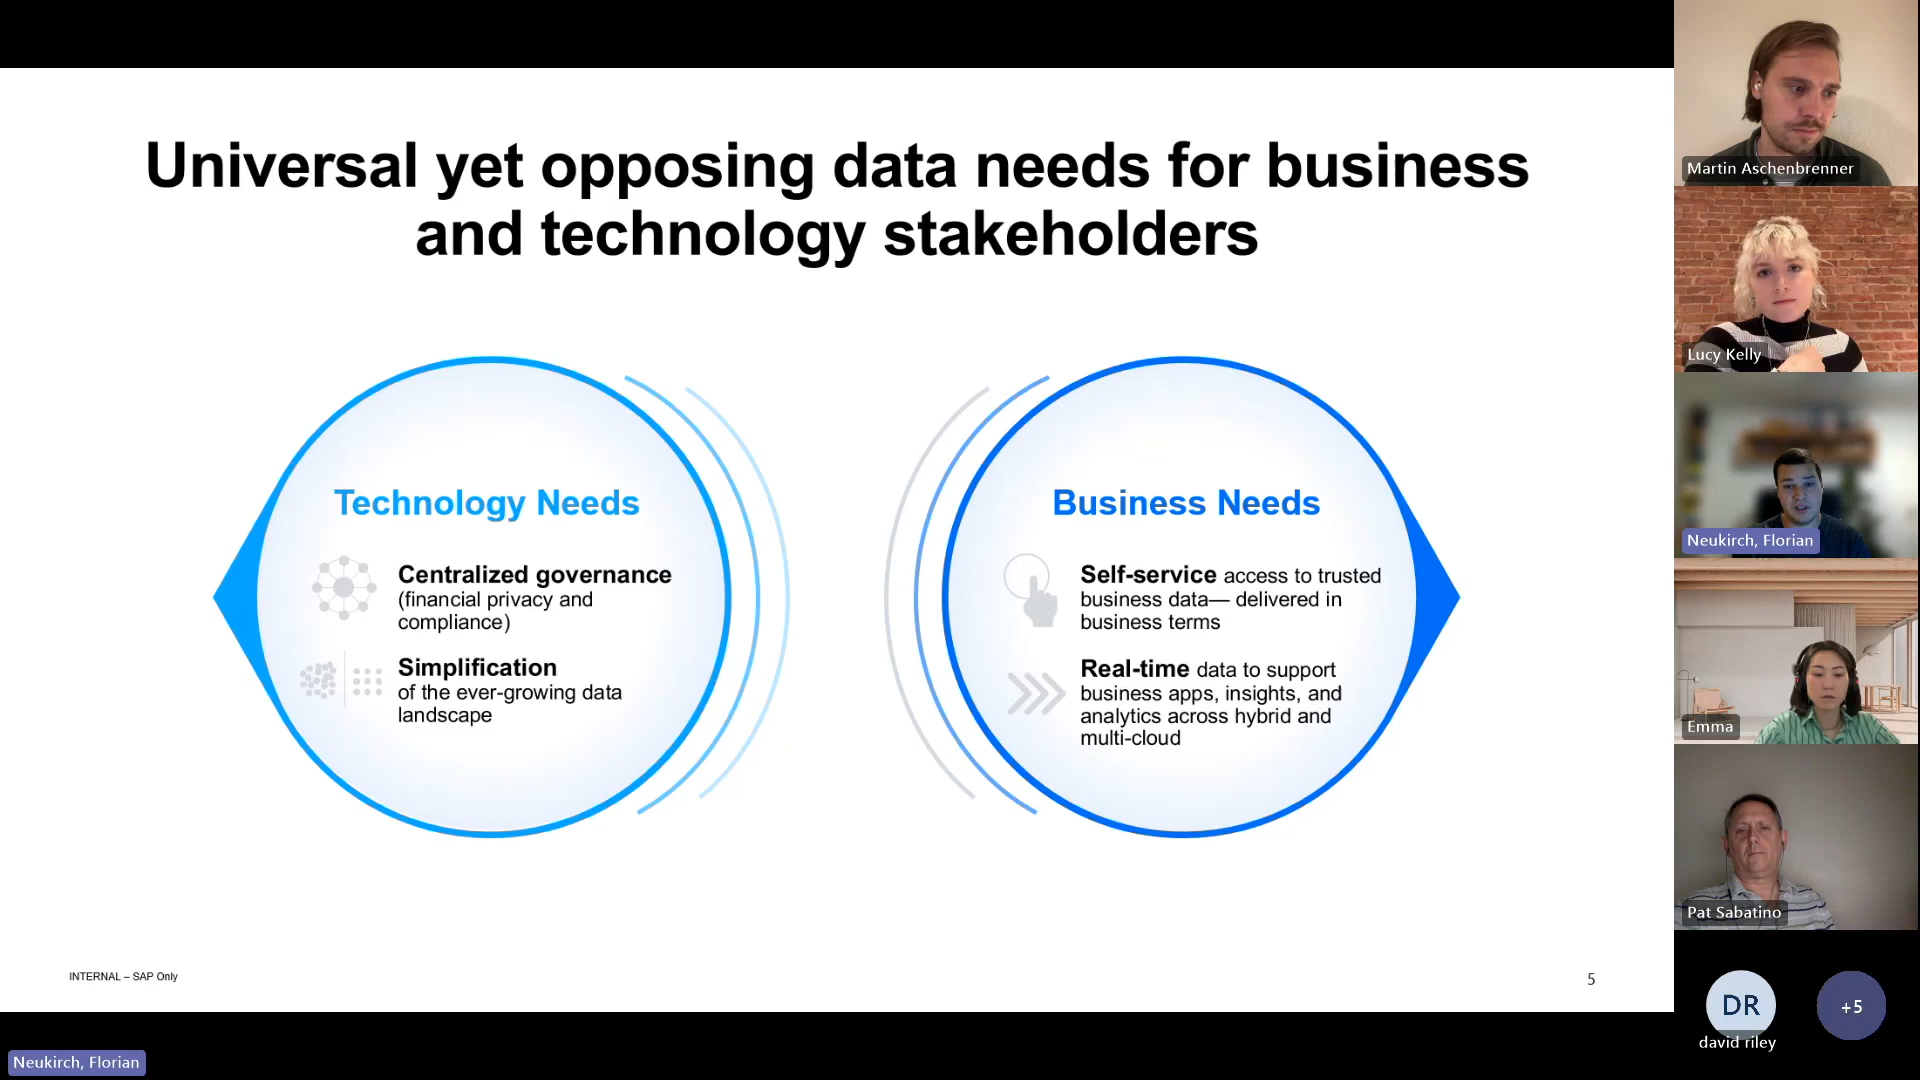 Universal yet opposing data needs for business
and technology stakeholders
Technology Needs
Centralized governance
(financial privacy and
compliance)
Simplification
of the ever-growing data
landscape
Business Needs
Self-service access to trusted
business data— delivered in
business terms
Real-time data to support
business apps, insights, and
analytics across hybrid and
multi-cloud
INTERNAL – SAP Only
5
Neukirch, Florian
Martin Aschenbrenner
Lucy Kelly
Neukirch, Florian
Emma
Pat Sabatino
DR
david riley
+5